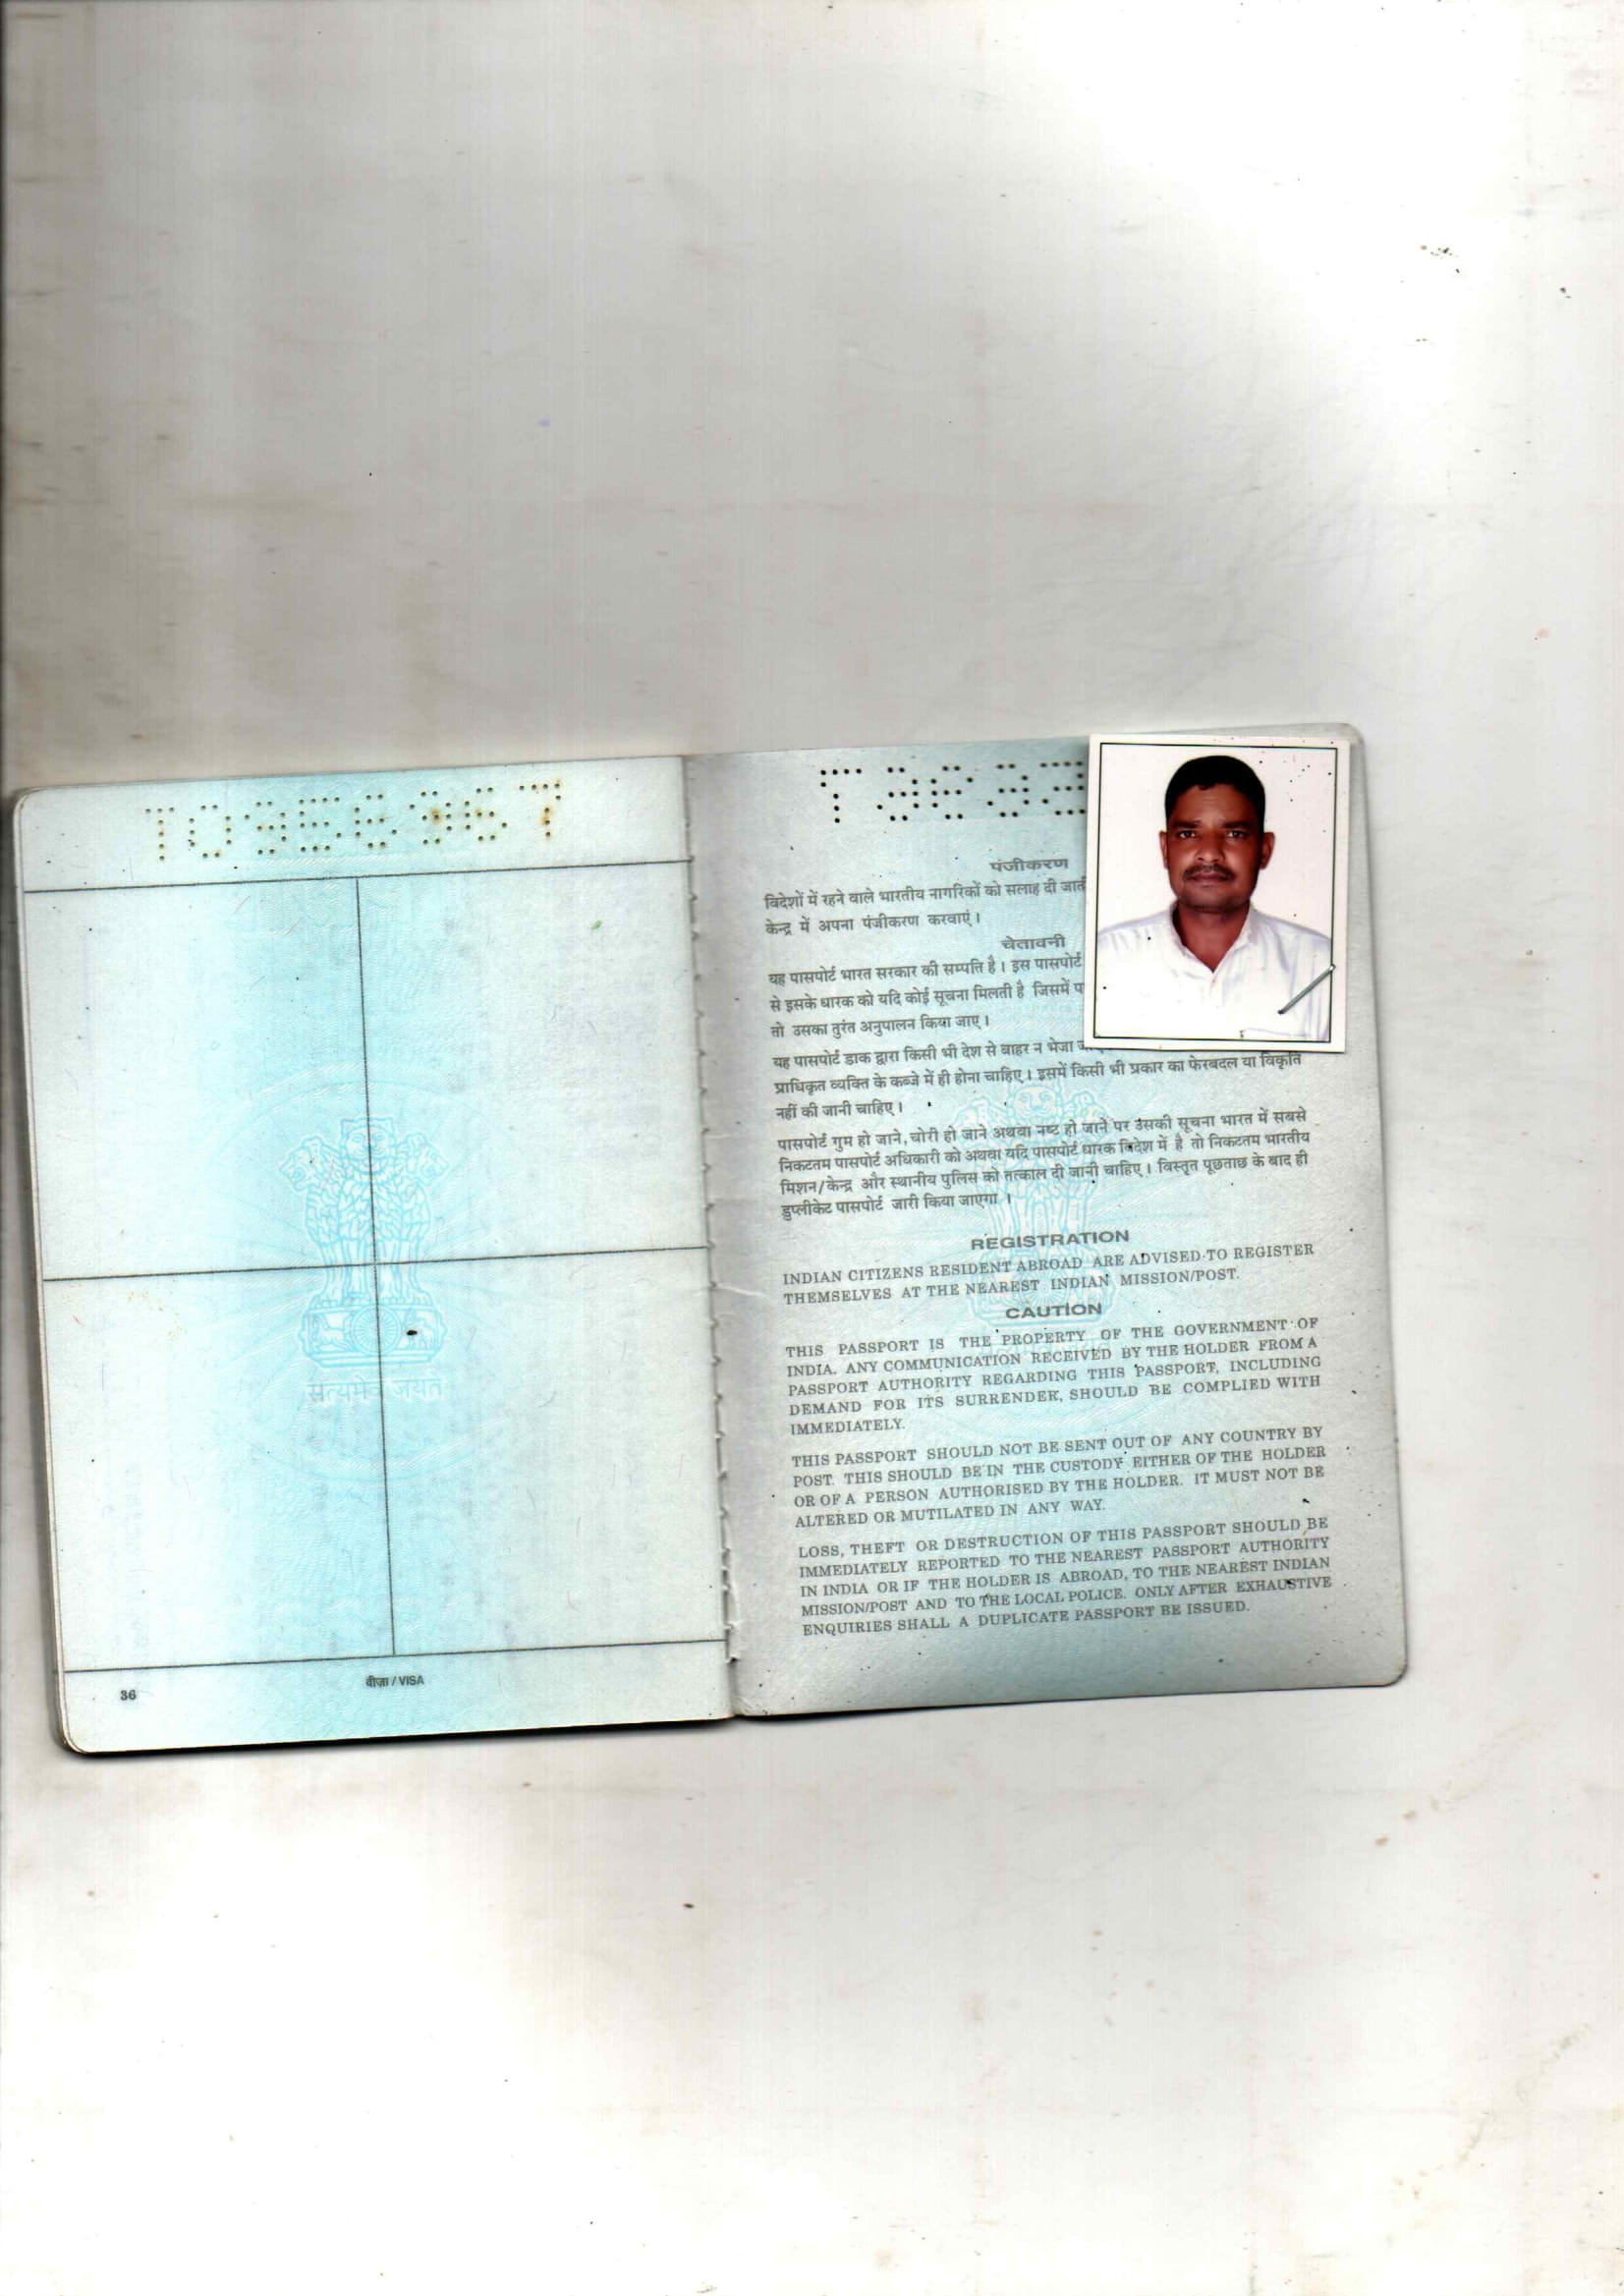 36
वीज़ा / VISA
सत्यमेव जयते
पंजीकरण
विदेशों में रहने वाले भारतीय नागरिकों को सलाह दी जाती
केन्द्र में अपना पंजीकरण करवाएं।
चेतावनी
यह पासपोर्ट भारत सरकार की सम्पति है। इस पासपोर्ट
से इसके धारक को यदि कोई सूचना मिलती है जिसमें
तो उसका तुरंत अनुपालन किया जाए।
यह पासपोर्ट डाक द्वारा किसी भी देश से बाहर न भेजा
प्राधिकृत व्यक्ति के कब्जे में ही होना चाहिए। इसमें किसी भी प्रकार का फेरबदल या विकृति
नहीं की जानी चाहिए।
पासपोर्ट गुम हो जाने, चोरी हो जाने अथवा नष्ट हो जाने पर उसकी सूचना भारत में सबसे
निकटतम पासपोर्ट अधिकारी को अथवा यदि पासपोर्ट धारक विदेश में है तो निकटतम भारतीय
मिशन/केन्द्र और स्थानीय पुलिस को तत्काल दी जानी चाहिए। विस्तृत पूछताछ के बाद ही
डुप्लीकेट पासपोर्ट जारी किया जाएगा ।
REGISTRATION
INDIAN CITIZENS RESIDENT ABROAD ARE ADVISED TO REGISTER
THEMSELVES AT THE NEAREST INDIAN MISSION/POST.
CAUTION
THIS PASSPORT IS THE PROPERTY OF THE GOVERNMENT OF
INDIA. ANY COMMUNICATION RECEIVED BY THE HOLDER FROM A
PASSPORT AUTHORITY REGARDING THIS PASSPORT, INCLUDING
DEMAND FOR ITS SURRENDER, SHOULD BE COMPLIED WITH
IMMEDIATELY.
THIS PASSPORT SHOULD NOT BE SENT OUT OF ANY COUNTRY BY
POST. THIS SHOULD BE IN THE CUSTODY EITHER OF THE HOLDER
OR OF A PERSON AUTHORISED BY THE HOLDER. IT MUST NOT BE
ALTERED OR MUTILATED IN ANY WAY.
LOSS, THEFT OR DESTRUCTION OF THIS PASSPORT SHOULD BE
IMMEDIATELY REPORTED TO THE NEAREST PASSPORT AUTHORITY
IN INDIA OR IF THE HOLDER IS ABROAD, TO THE NEAREST INDIAN
MISSION/POST AND TO THE LOCAL POLICE. ONLY AFTER EXHAUSTIVE
ENQUIRIES SHALL A DUPLICATE PASSPORT BE ISSUED.